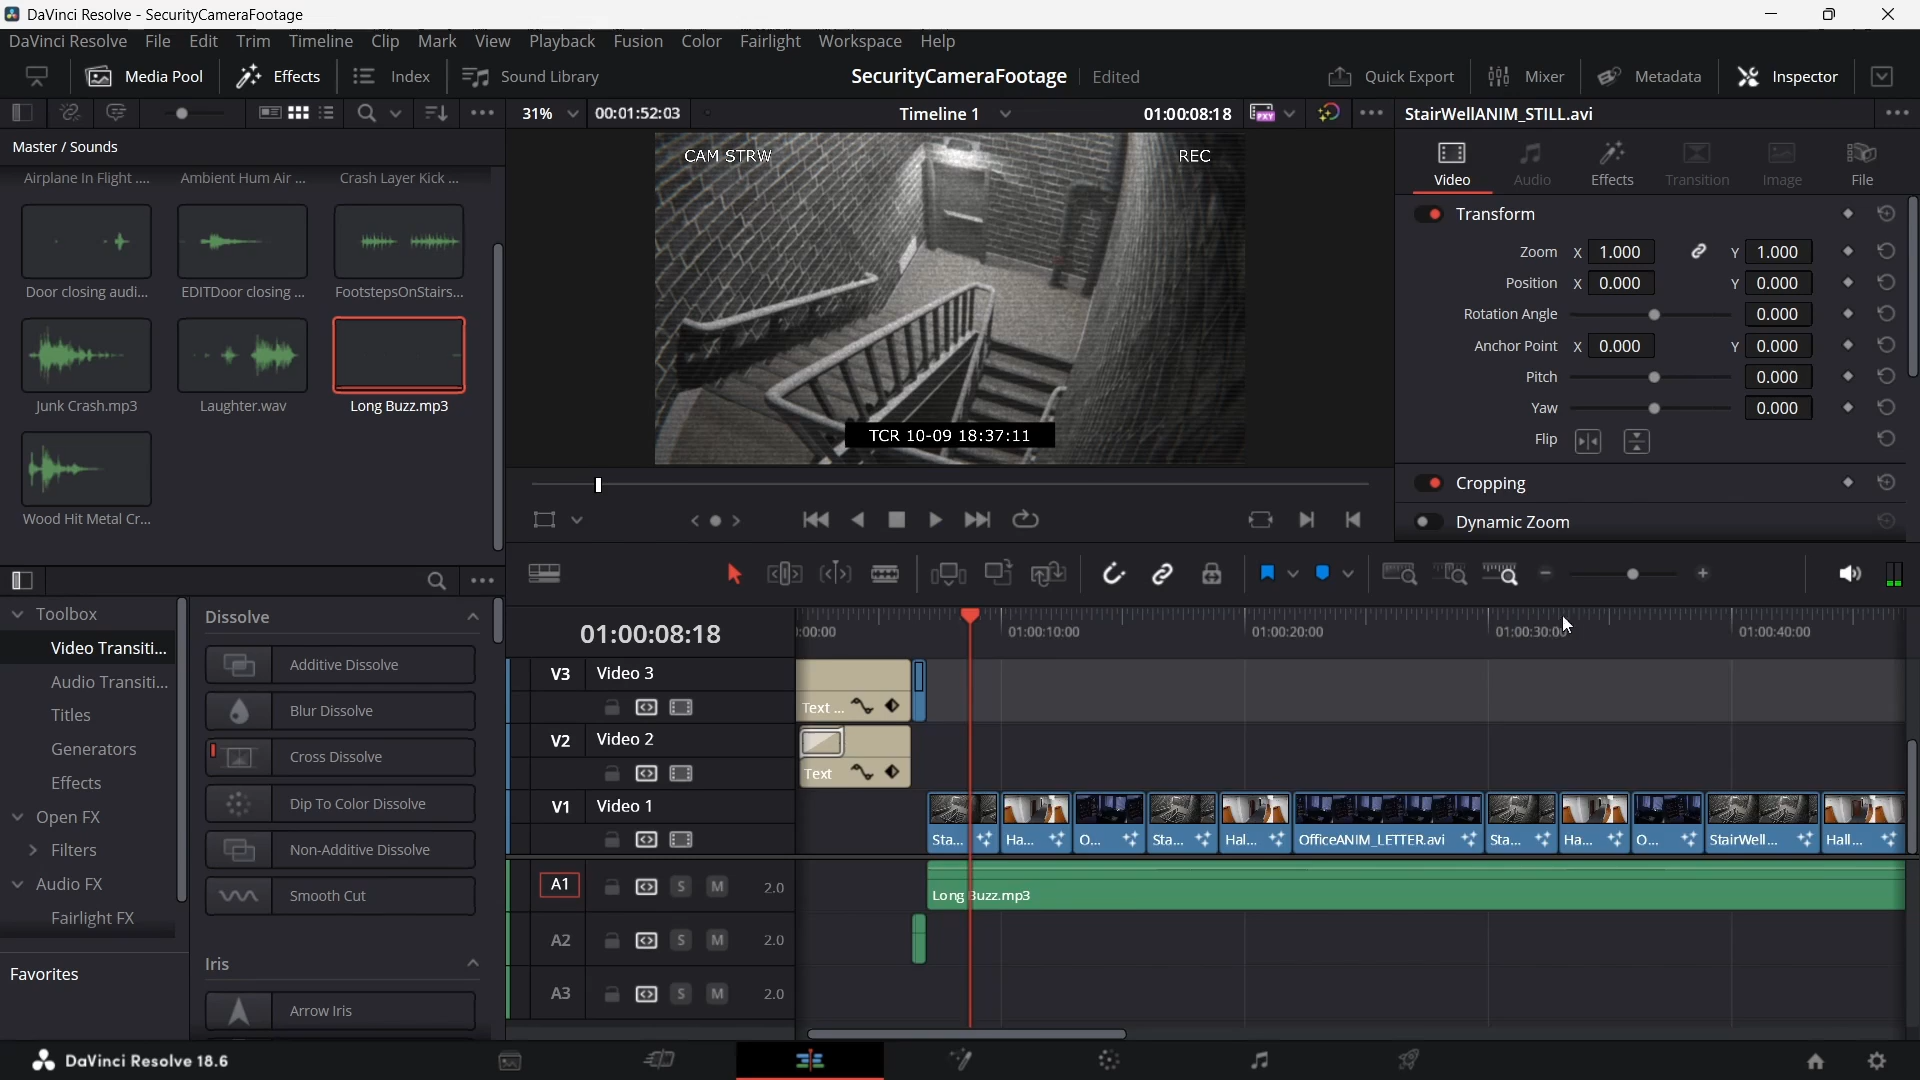 DaVinci Resolve - SecurityCameraFootage
DaVinci Resolve File Edit Trim Timeline Clip Mark View Playback Fusion Color Fairlight Workspace Help
Media Pool Effects Index Sound Library SecurityCameraFootage Edited Quick Export Mixer Metadata Inspector
31% 00:01:52:03 Timeline 1 01:00:08:18 PXY StairWellANIM_STILL.avi
Master / Sounds
Airplane In Flight .... Ambient Hum Air ... Crash Layer Kick ...
CAM STRW REC
Video Audio Effects Transition Image File
Transform
Zoom X 1.000 Y 1.000
Position X 0.000 Y 0.000
Door closing audi... EDITDoor closing ... FootstepsOnStairs...
Rotation Angle 0.000
Anchor Point X 0.000 Y 0.000
Pitch 0.000
Yaw 0.000
Junk Crash.mp3 Laughter.wav Long Buzz.mp3
TCR 10-09 18:37:11
Flip
Cropping
Wood Hit Metal Cr...
Dynamic Zoom
Toolbox
Video Transiti...
Audio Transiti...
Titles
Generators
Effects
Open FX
Filters
Audio FX
Fairlight FX
Favorites
Dissolve
Additive Dissolve
Blur Dissolve
Cross Dissolve
Dip To Color Dissolve
Non-Additive Dissolve
Smooth Cut
Iris
Arrow Iris
01:00:08:18 :00:00 01:00:10:00 01:00:20:00 01:00:30:00 01:00:40:00
V3 Video 3
Text ...
V2 Video 2
Text
V1 Video 1
Sta... Ha... O... Sta... Hal... OfficeANIM_LETTER.avi Sta... Ha... O... StairWell... Hall...
A1 S M 2.0
Long Buzz.mp3
A2 S M 2.0
A3 S M 2.0
DaVinci Resolve 18.6